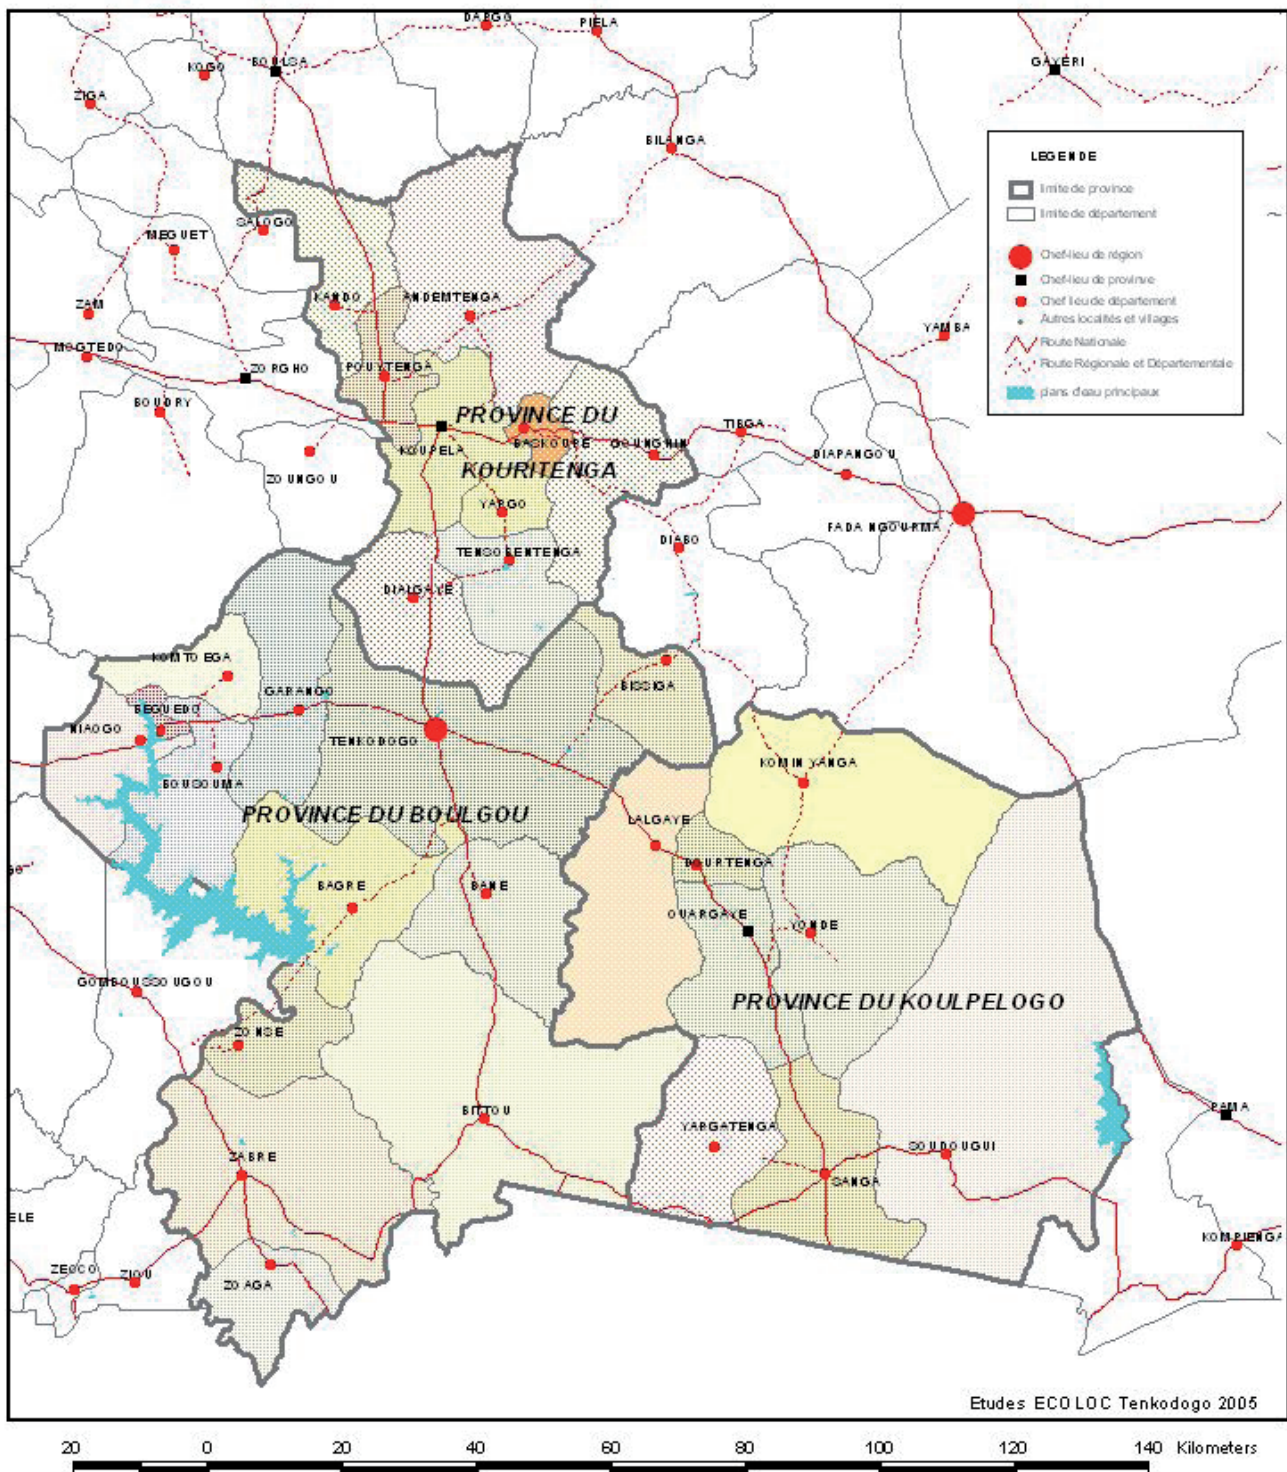 DARGO
PIELA
KOGO
BOULSA
GAYERI
ZIGA
BILANGA
LEGENDE
limite de province
limite de département
SALOGO
MEGUET
Chef-lieu de région
Chef-lieu de provinve
Chef lieu de département
Autres localités et villages
Route Nationale
Route Régionale et Départementale
plans d'eau principaux
ZAM
KANDO
ANDEMTENGA
YAMBA
MOGTEDO
ZORGHO
POUYTENGA
BOUDRY
PROVINCE DU
KOURITENGA
TIBGA
KOUPELA
BASKOURE
GOUNGHIN
DIAPANGOU
ZOUNGOU
YARGO
FADA NGOURMA
TENSOBENTENGA
DIABO
DIALGAYE
KOMTOEGA
BISSIGA
GARANGO
BEGUEDO
NIAOGO
TENKODOGO
KOMIN YANGA
BOUSOUMA
PROVINCE DU BOULGOU
LALGAYE
DOURTENGA
BAGRE
BANE
OUARGAYE
YONDE
GOMBOUSSOUGOU
PROVINCE DU KOULPELOGO
ZONSE
BITTOU
YARGATENGA
SOUDOUGUI
PAMA
ZABRE
SANGA
ELE
KOMPIENGA
ZECCO
ZIOU
ZOAGA
Etudes ECOLOC Tenkodogo 2005
20 0 20 40 60 80 100 120 140 Kilometers